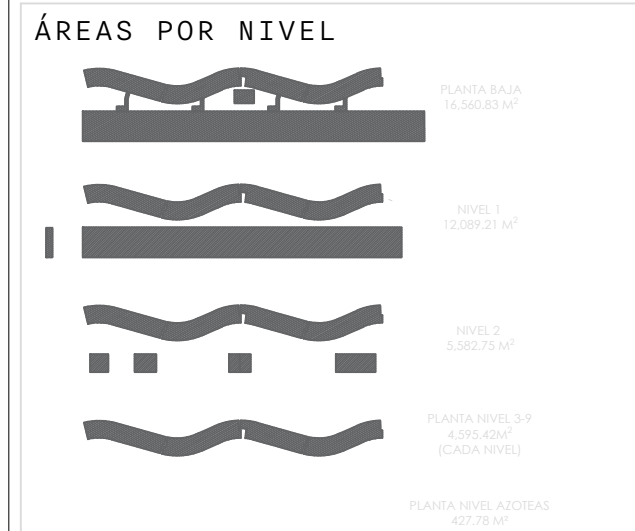 ÁREAS POR NIVEL
PLANTA BAJA
16,560.83 M²
NIVEL 1
12,089.21 M²
NIVEL 2
5,582.75 M²
PLANTA NIVEL 3-9
4,595.42M²
(CADA NIVEL)
PLANTA NIVEL AZOTEAS
427.78 M²